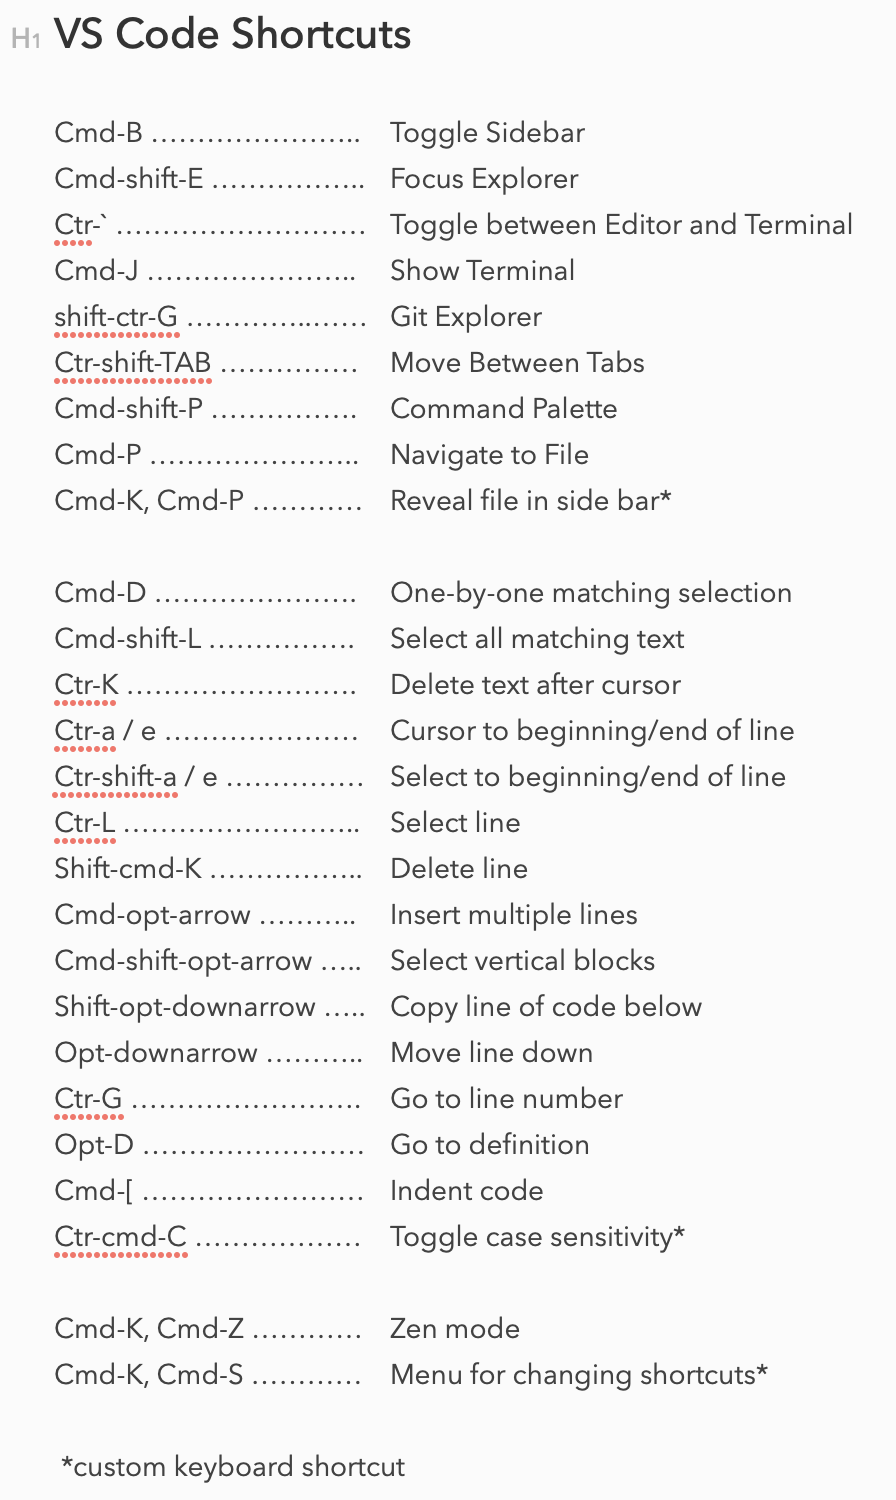 H1 VS Code Shortcuts
Cmd-B ………………….. Toggle Sidebar
Cmd-shift-E …………….. Focus Explorer
Ctr-` ……………………… Toggle between Editor and Terminal
Cmd-J ………………….. Show Terminal
shift-ctr-G …………..…… Git Explorer
Ctr-shift-TAB …………… Move Between Tabs
Cmd-shift-P ……………. Command Palette
Cmd-P ………………….. Navigate to File
Cmd-K, Cmd-P ………… Reveal file in side bar*
Cmd-D …………………. One-by-one matching selection
Cmd-shift-L ……………. Select all matching text
Ctr-K ……………………. Delete text after cursor
Ctr-a / e ………………… Cursor to beginning/end of line
Ctr-shift-a / e …………… Select to beginning/end of line
Ctr-L …………………….. Select line
Shift-cmd-K …………….. Delete line
Cmd-opt-arrow ……….. Insert multiple lines
Cmd-shift-opt-arrow ….. Select vertical blocks
Shift-opt-downarrow ….. Copy line of code below
Opt-downarrow ……….. Move line down
Ctr-G ……………………. Go to line number
Opt-D …………………… Go to definition
Cmd-[ …………………… Indent code
Ctr-cmd-C ……………… Toggle case sensitivity*
Cmd-K, Cmd-Z ………… Zen mode
Cmd-K, Cmd-S ………… Menu for changing shortcuts*
*custom keyboard shortcut